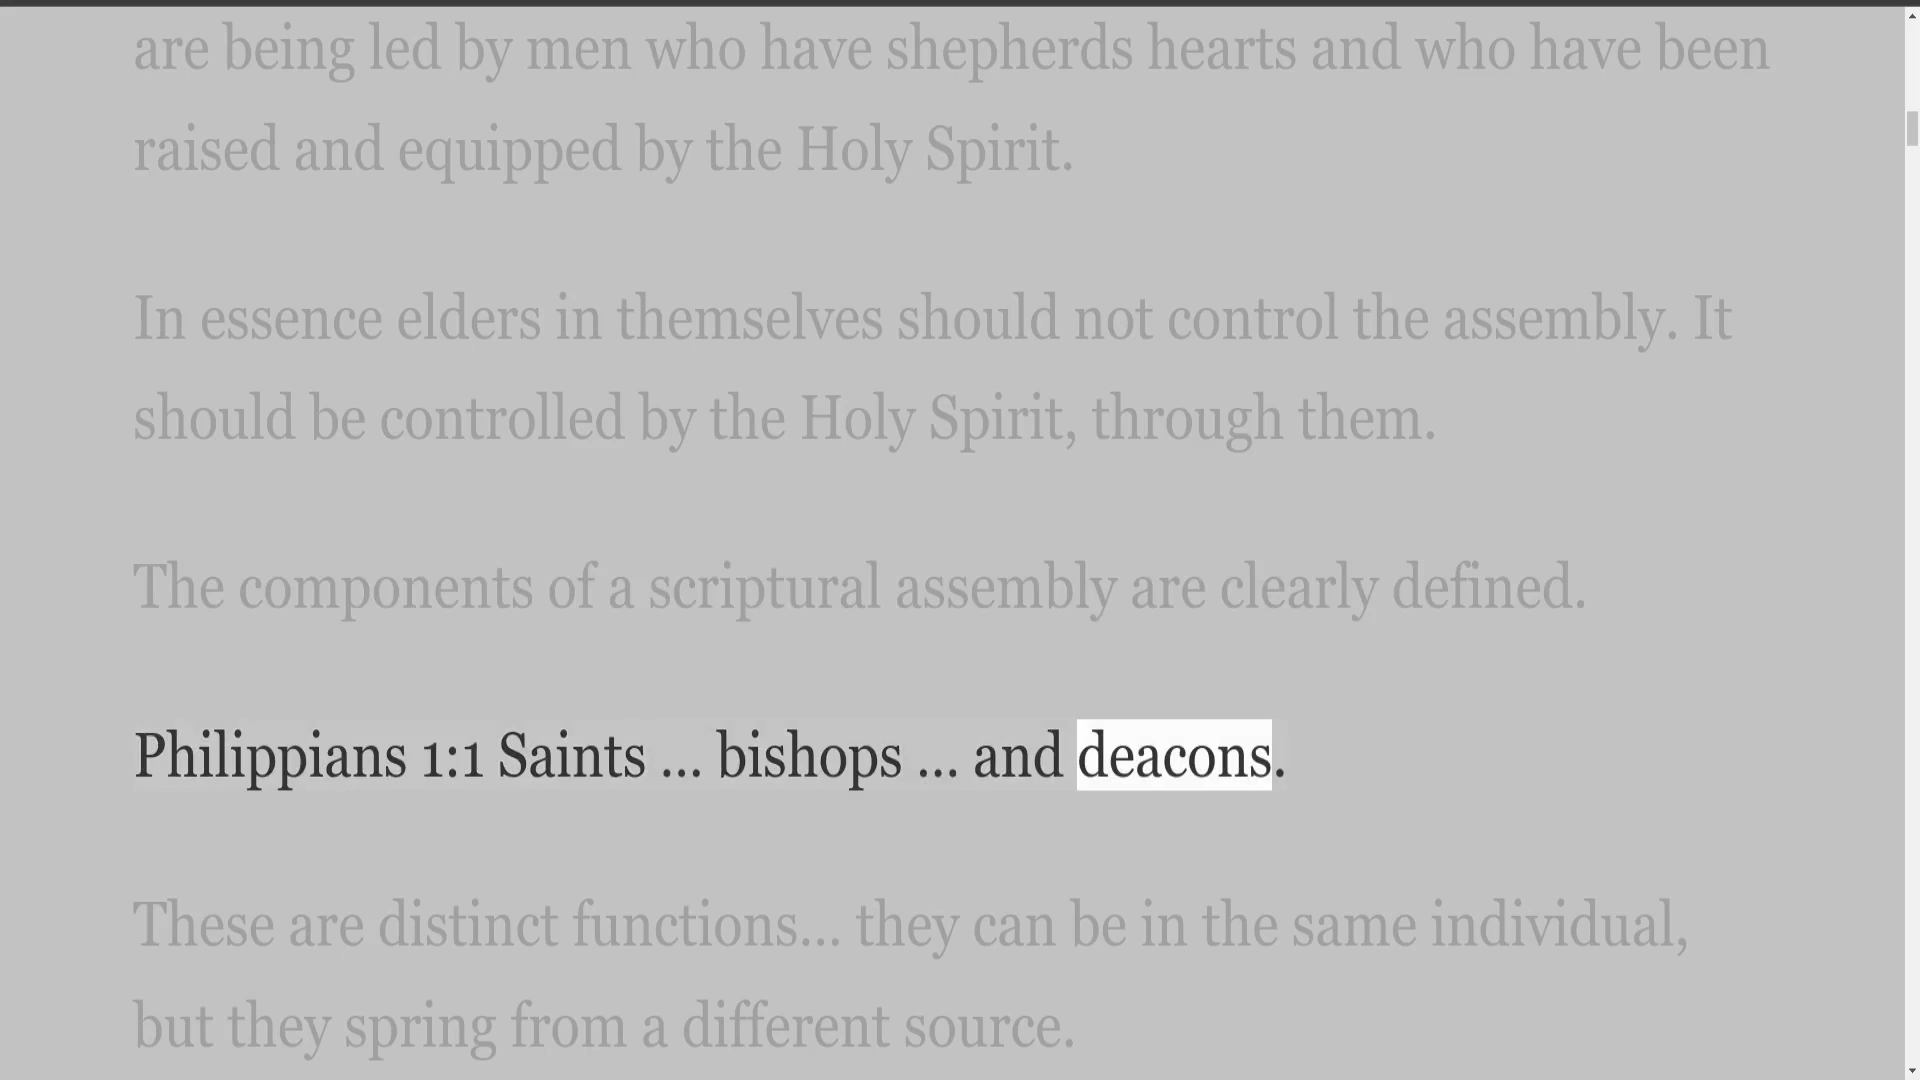 are being led by men who have shepherds hearts and who have been
raised and equipped by the Holy Spirit.
In essence elders in themselves should not control the assembly. It
should be controlled by the Holy Spirit, through them.
The components of a scriptural assembly are clearly defined.
Philippians 1:1 Saints ... bishops ... and deacons.
These are distinct functions... they can be in the same individual,
but they spring from a different source.